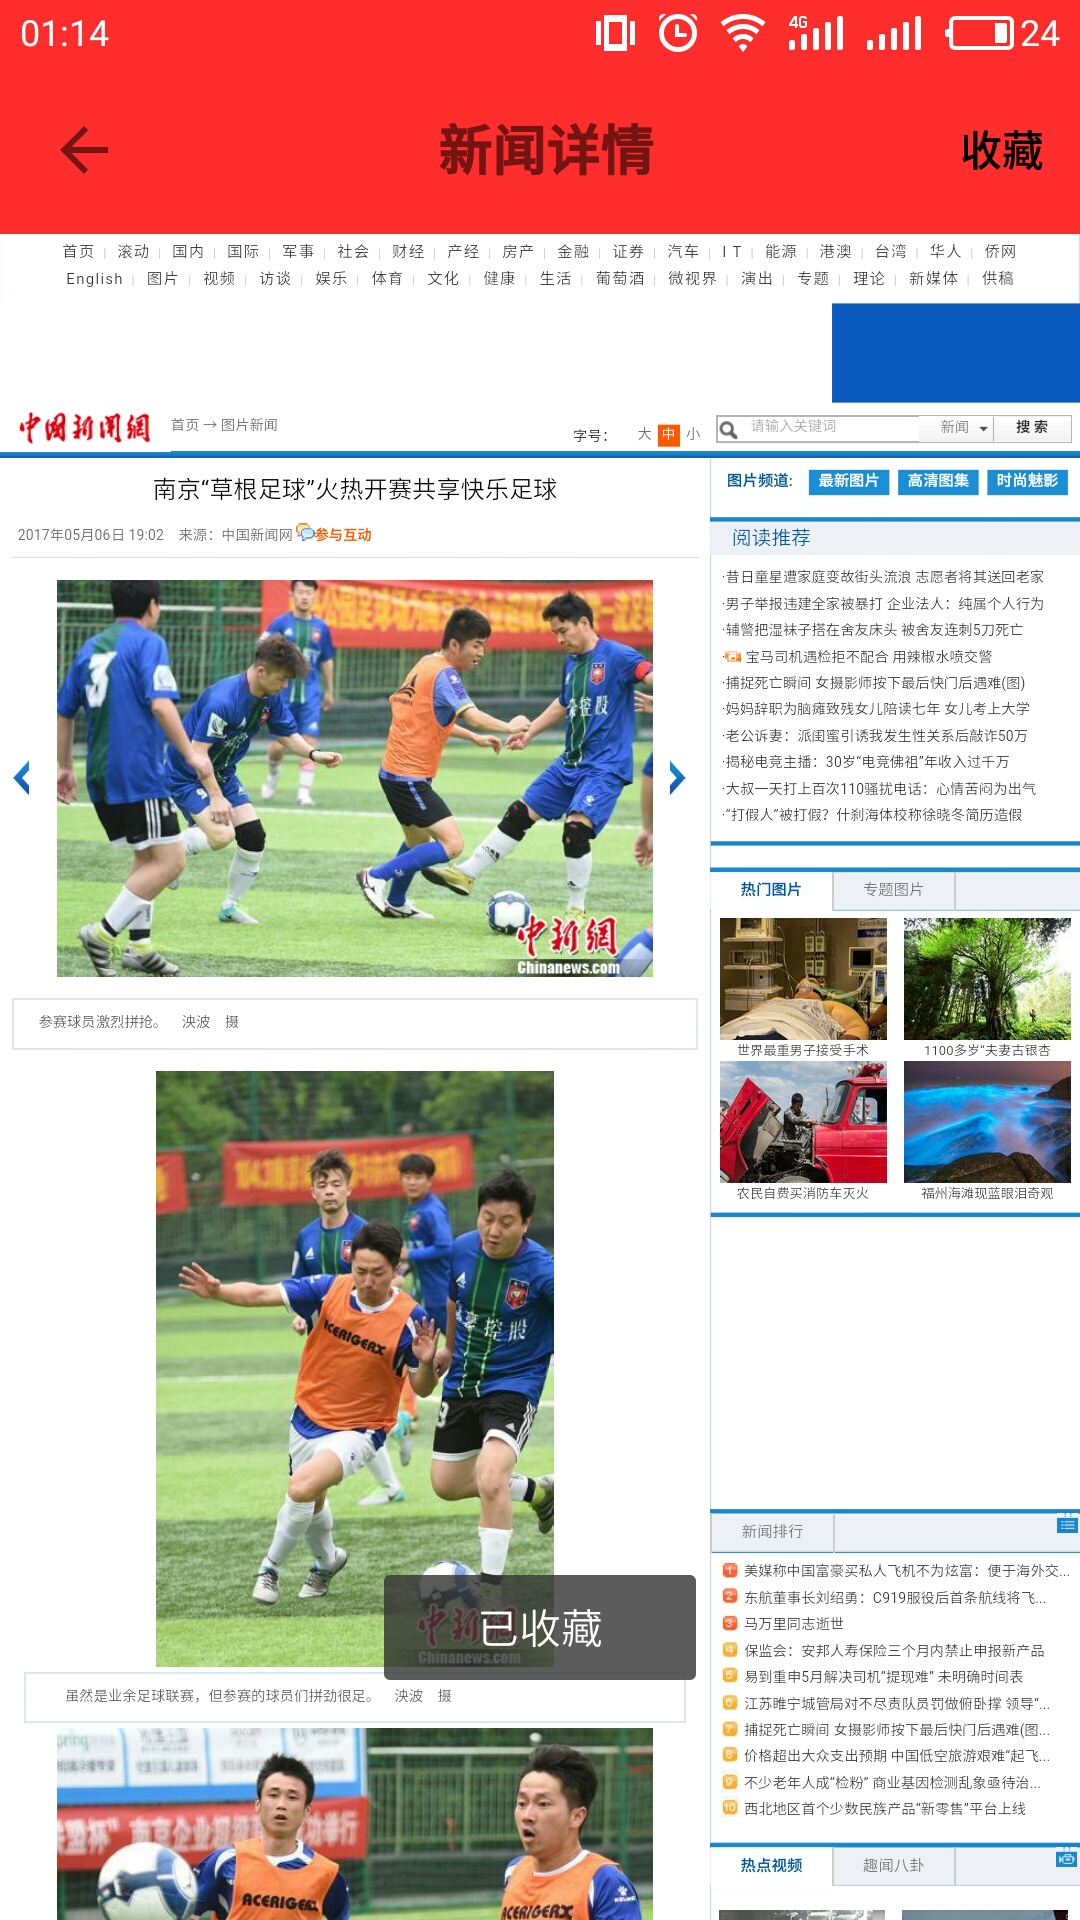 01:14
4G
24
新闻详情
收藏
首页 | 滚动 | 国内 | 国际 | 军事 | 社会 | 财经 | 产经 | 房产 | 金融 | 证券 | 汽车 | I T | 能源 | 港澳 | 台湾 | 华人 | 侨网
English | 图片 | 视频 | 访谈 | 娱乐 | 体育 | 文化 | 健康 | 生活 | 葡萄酒 | 微视界 | 演出 | 专题 | 理论 | 新媒体 | 供稿
中国新闻網
首页 → 图片新闻
字号： 大 中 小
请输入关键词
新闻
搜 索
南京“草根足球”火热开赛共享快乐足球
2017年05月06日 19:02 来源：中国新闻网 参与互动
3
控股
中新網
Chinanews.com
参赛球员激烈拼抢。 泱波 摄
ACERIGERX
控股
9
中新網
Chinanews.com
已收藏
虽然是业余足球联赛，但参赛的球员们拼劲很足。 泱波 摄
pring
ACERIGERX
ACERIGERX
KELME
图片频道:
最新图片
高清图集
时尚魅影
阅读推荐
·昔日童星遭家庭变故街头流浪 志愿者将其送回老家
·男子举报违建全家被暴打 企业法人：纯属个人行为
·辅警把湿袜子搭在舍友床头 被舍友连刺5刀死亡
·宝马司机遇检拒不配合 用辣椒水喷交警
·捕捉死亡瞬间 女摄影师按下最后快门后遇难(图)
·妈妈辞职为脑瘫致残女儿陪读七年 女儿考上大学
·老公诉妻：派闺蜜引诱我发生性关系后敲诈50万
·揭秘电竞主播：30岁“电竞佛祖”年收入过千万
·大叔一天打上百次110骚扰电话：心情苦闷为出气
·“打假人”被打假？什刹海体校称徐晓冬简历造假
热门图片
专题图片
世界最重男子接受手术
1100多岁“夫妻古银杏
农民自费买消防车灭火
福州海滩现蓝眼泪奇观
新闻排行
1 美媒称中国富豪买私人飞机不为炫富：便于海外交...
2 东航董事长刘绍勇：C919服役后首条航线将飞...
3 马万里同志逝世
4 保监会：安邦人寿保险三个月内禁止申报新产品
5 易到重申5月解决司机“提现难” 未明确时间表
6 江苏睢宁城管局对不尽责队员罚做俯卧撑 领导“...
7 捕捉死亡瞬间 女摄影师按下最后快门后遇难(图...
8 价格超出大众支出预期 中国低空旅游艰难“起飞...
9 不少老年人成“检粉” 商业基因检测乱象亟待治...
10 西北地区首个少数民族产品“新零售”平台上线
热点视频
趣闻八卦